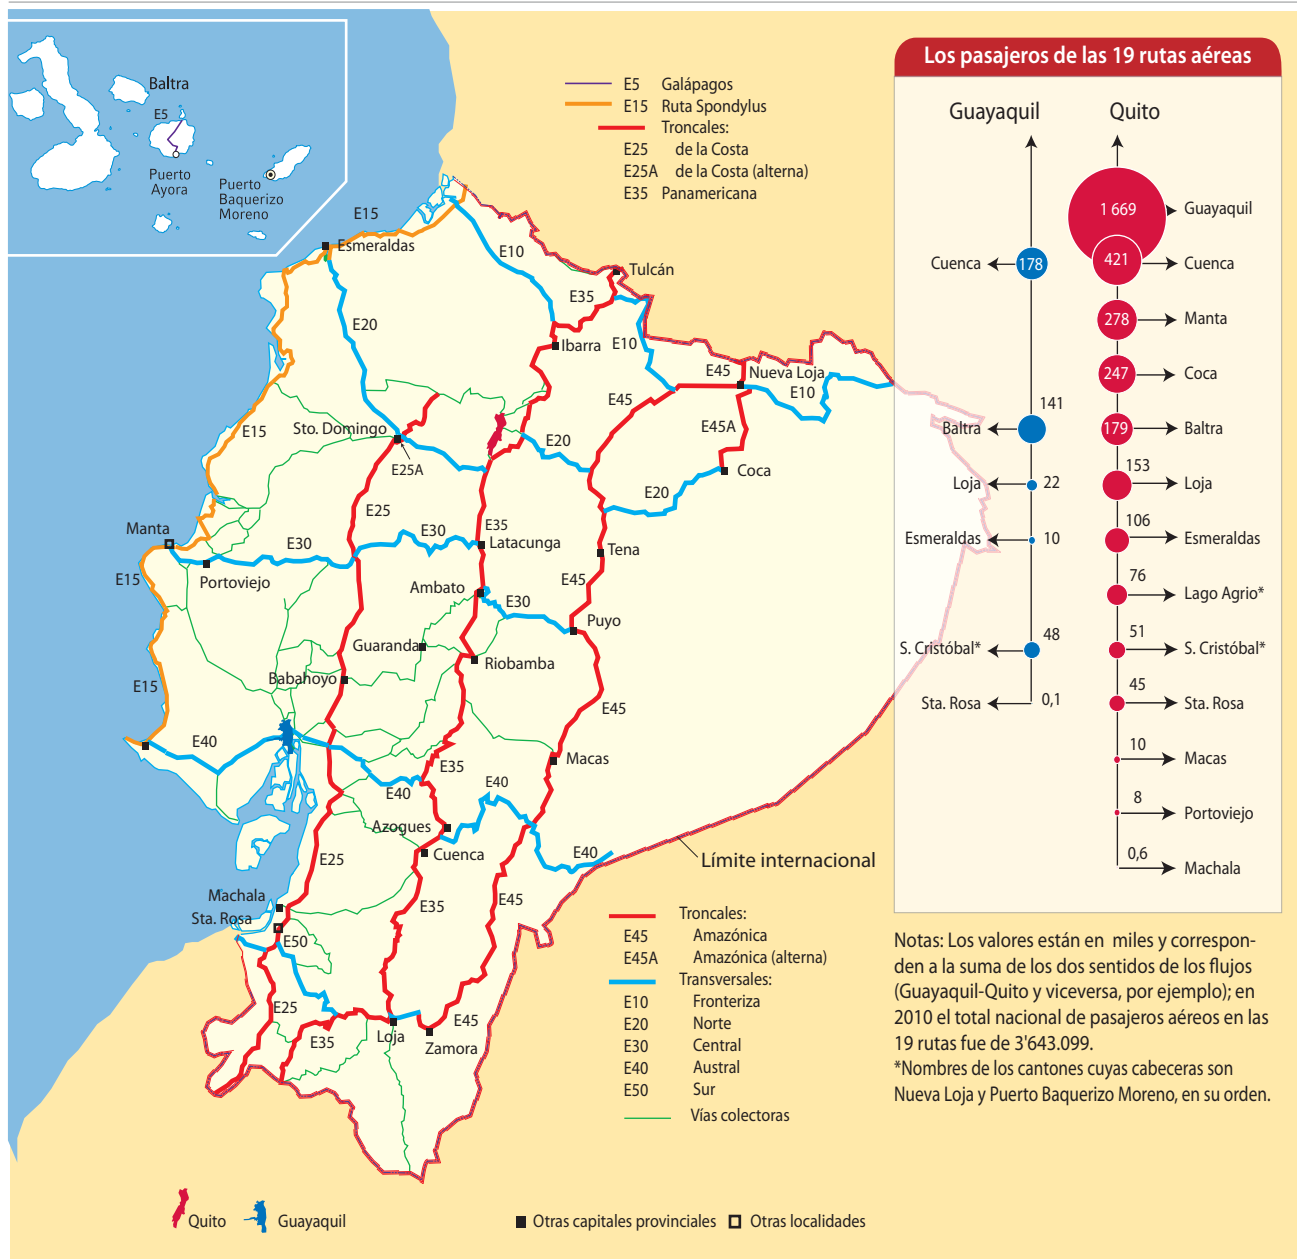 Baltra
E5
Puerto
Ayora
Puerto
Baquerizo
Moreno
E5 Galápagos
E15 Ruta Spondylus
Troncales:
E25 de la Costa
E25A de la Costa (alterna)
E35 Panamericana
E15
Esmeraldas
E10
Tulcán
E35
E20
Ibarra
E10
E45
Nueva Loja
E10
E45
E45A
E15
Sto. Domingo
E20
E25A
Coca
E20
E25
Manta
E30
E30
E35
Latacunga
Tena
E15
Portoviejo
Ambato
E45
E30
Puyo
Guaranda
Riobamba
Babahoyo
E15
E45
E40
E35
Macas
E40
E40
Azogues
Cuenca
E40
E25
Límite internacional
Machala
Sta. Rosa
E35
E45
E50
E25
E35
Loja
E45
Zamora
Troncales:
E45 Amazónica
E45A Amazónica (alterna)
Transversales:
E10 Fronteriza
E20 Norte
E30 Central
E40 Austral
E50 Sur
Vías colectoras
Quito
Guayaquil
Otras capitales provinciales
Otras localidades
Los pasajeros de las 19 rutas aéreas
Guayaquil
Quito
1 669 Guayaquil
Cuenca 178
421 Cuenca
278 Manta
247 Coca
Baltra 141
179 Baltra
Loja 22
153 Loja
Esmeraldas 10
106 Esmeraldas
76 Lago Agrio*
S. Cristóbal* 48
51 S. Cristóbal*
Sta. Rosa 0,1
45 Sta. Rosa
10 Macas
8 Portoviejo
0,6 Machala
Notas: Los valores están en miles y correspon-
den a la suma de los dos sentidos de los flujos
(Guayaquil-Quito y viceversa, por ejemplo); en
2010 el total nacional de pasajeros aéreos en las
19 rutas fue de 3'643.099.
*Nombres de los cantones cuyas cabeceras son
Nueva Loja y Puerto Baquerizo Moreno, en su orden.